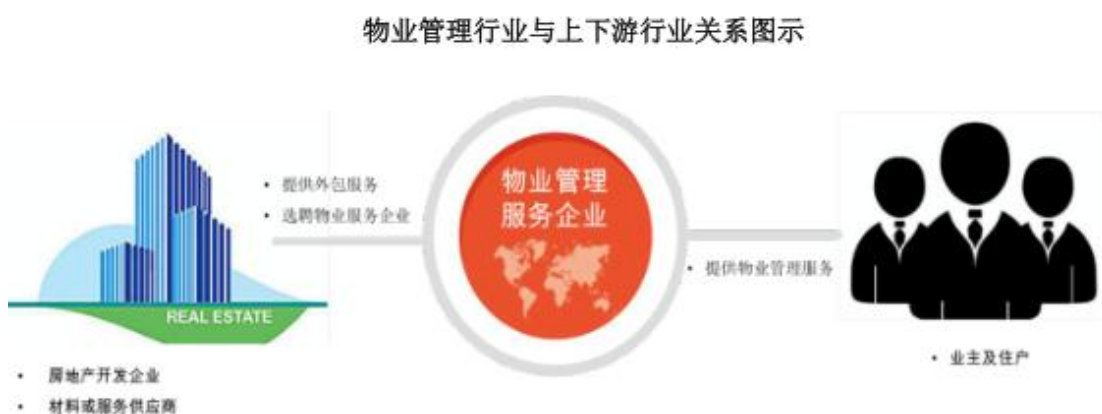 物业管理行业与上下游行业关系图示
• 提供外包服务
• 选聘物业服务企业
物业管理
服务企业
• 提供物业管理服务
REAL ESTATE
• 房地产开发企业
• 材料或服务供应商
• 业主及住户